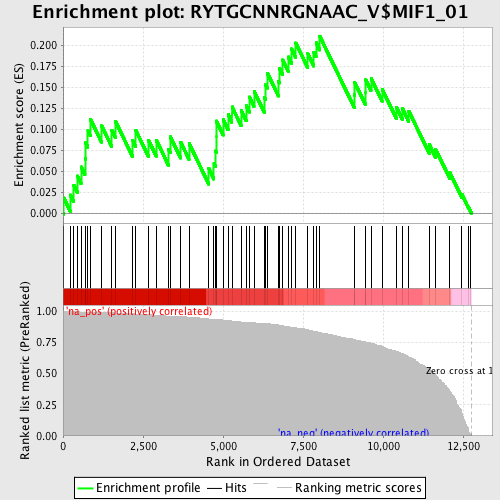 Enrichment plot: RYTGCNNRGNAAC_V$MIF1_01
Enrichment score (ES)
0.200
0.175
0.150
0.125
0.100
0.075
0.050
0.025
0.000
'na_pos' (positively correlated)
Ranked list metric (PreRanked)
1.00
0.75
0.50
0.25
0.00
Zero cross at 1
'na_neg' (negatively correlated)
0
2,500
5,000
7,500
10,000
12,500
Rank in Ordered Dataset
Enrichment profile
Hits
Ranking metric scores